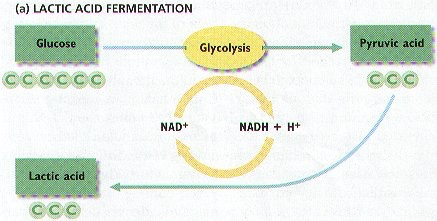 (a) LACTIC ACID FERMENTATION
Glucose
Glycolysis
Pyruvic acid
C C C C C C
C C C
NAD⁺
NADH + H⁺
Lactic acid
C C C